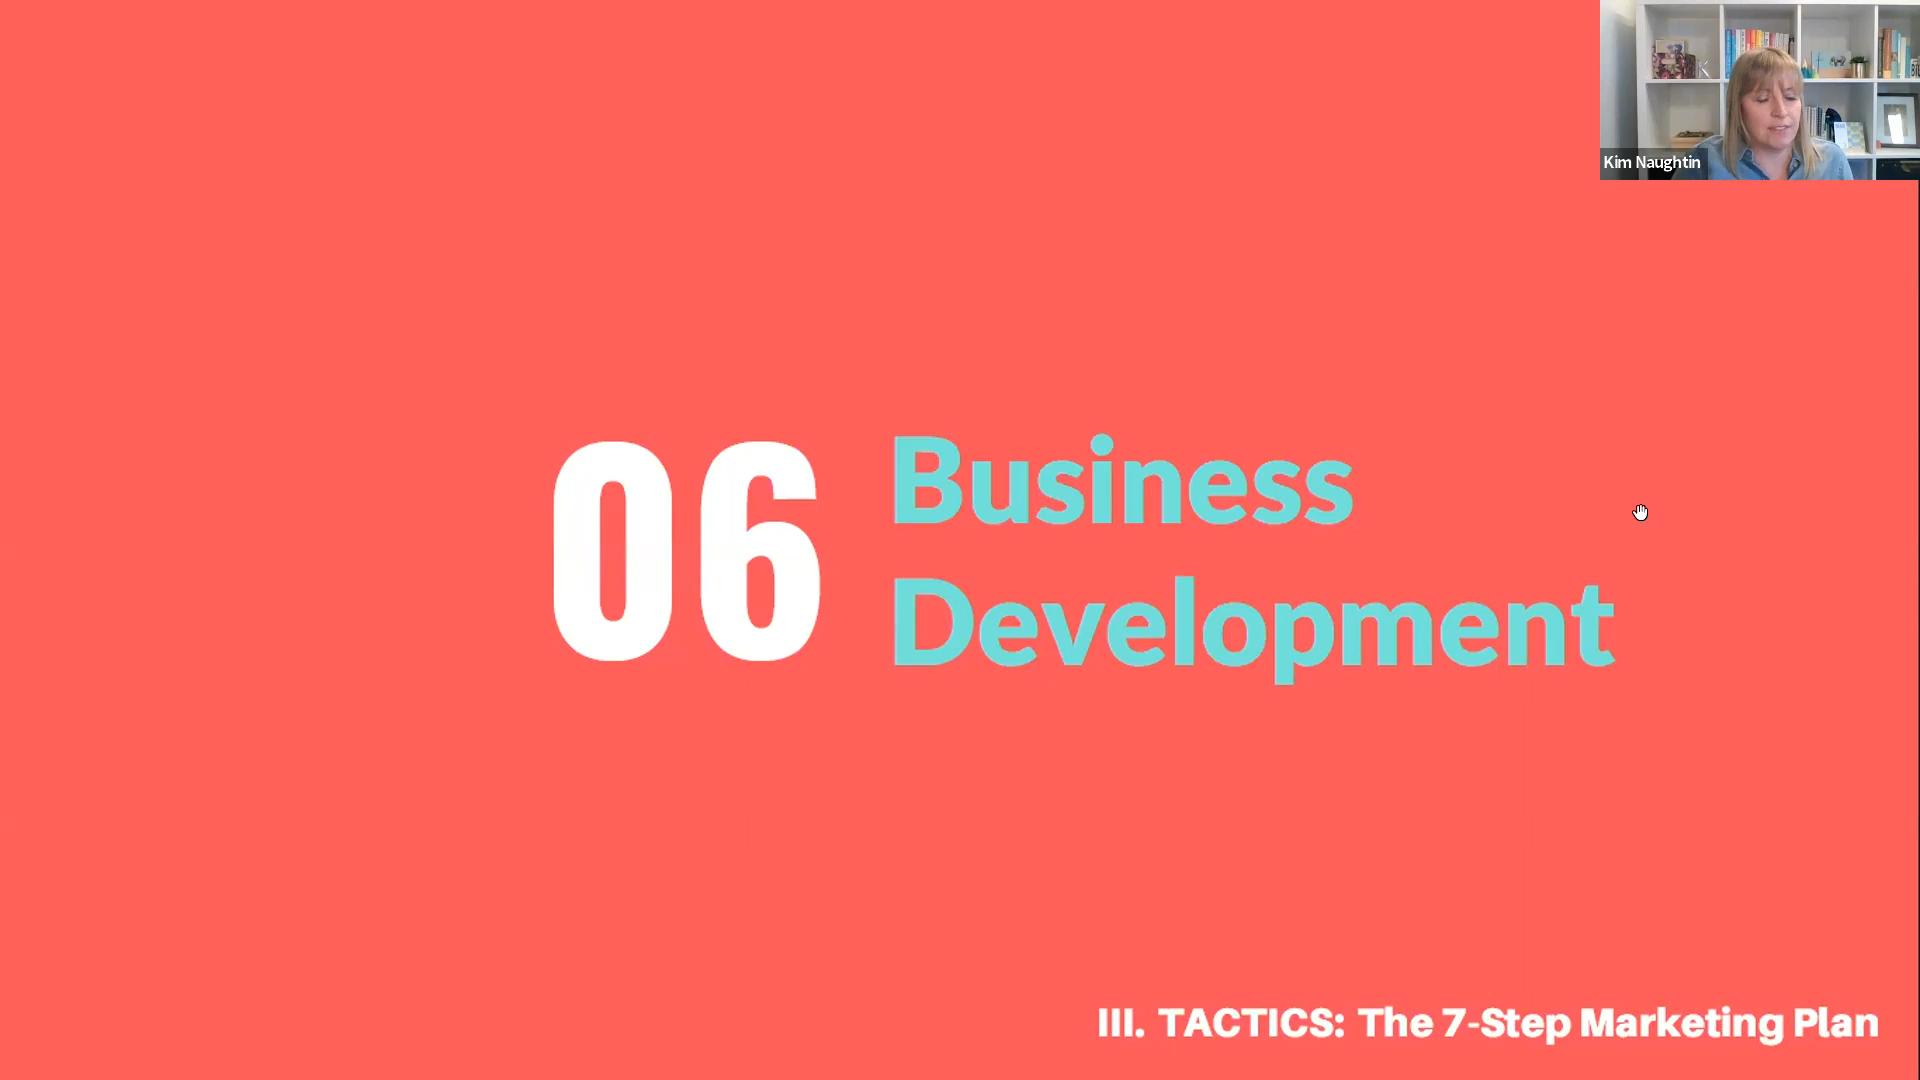 Kim Naughtin
06
Business
Development
III. TACTICS: The 7-Step Marketing Plan